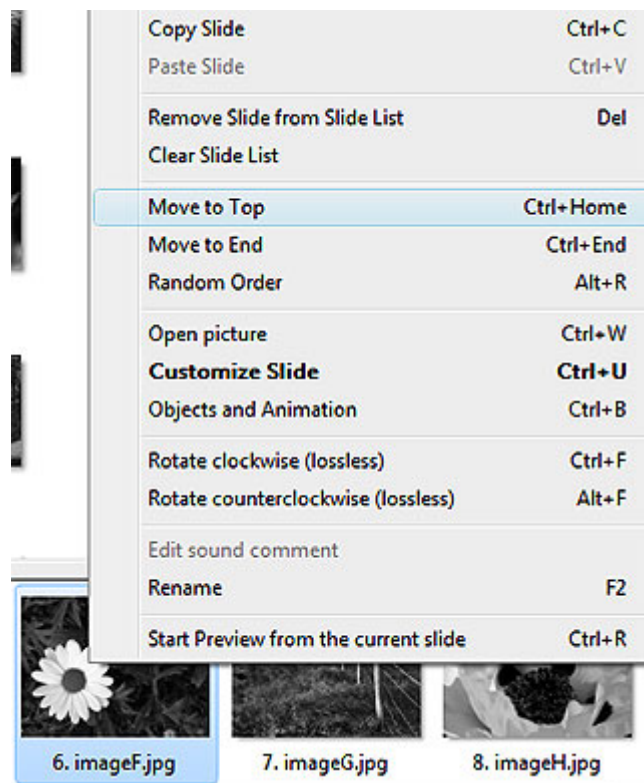 Copy Slide Ctrl+C
Paste Slide Ctrl+V
Remove Slide from Slide List Del
Clear Slide List
Move to Top Ctrl+Home
Move to End Ctrl+End
Random Order Alt+R
Open picture Ctrl+W
Customize Slide Ctrl+U
Objects and Animation Ctrl+B
Rotate clockwise (lossless) Ctrl+F
Rotate counterclockwise (lossless) Alt+F
Edit sound comment
Rename F2
Start Preview from the current slide Ctrl+R
6. imageF.jpg 7. imageG.jpg 8. imageH.jpg